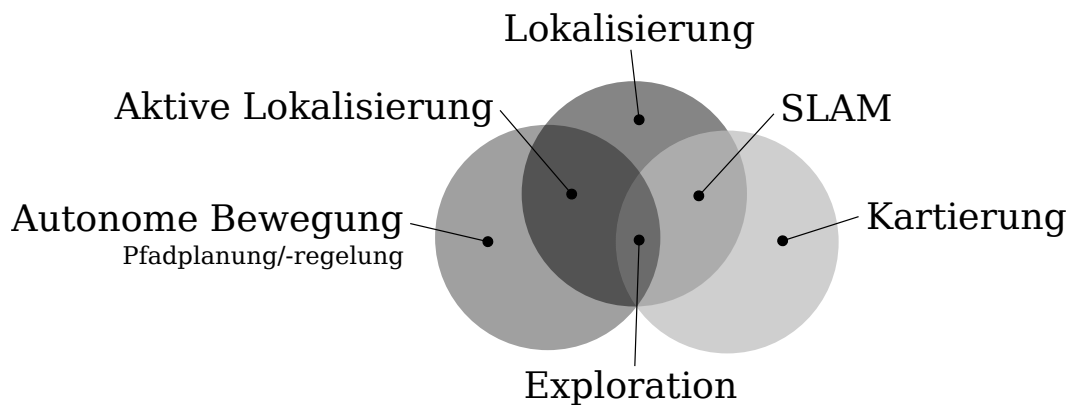 Lokalisierung
Aktive Lokalisierung
SLAM
Autonome Bewegung
Pfadplanung/-regelung
Kartierung
Exploration